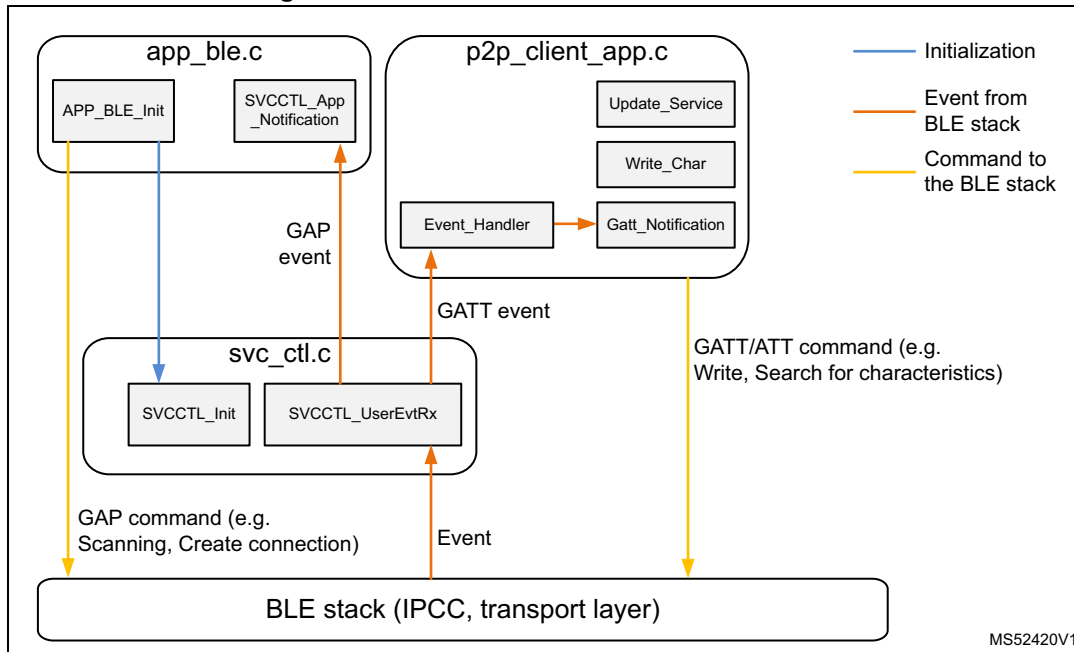 app_ble.c
APP_BLE_Init
SVCCTL_App
_Notification
p2p_client_app.c
Update_Service
Write_Char
Event_Handler
Gatt_Notification
Initialization
Event from
BLE stack
Command to
the BLE stack
GAP
event
GATT event
svc_ctl.c
SVCCTL_Init
SVCCTL_UserEvtRx
GATT/ATT command (e.g.
Write, Search for characteristics)
GAP command (e.g.
Scanning, Create connection)
Event
BLE stack (IPCC, transport layer)
MS52420V1